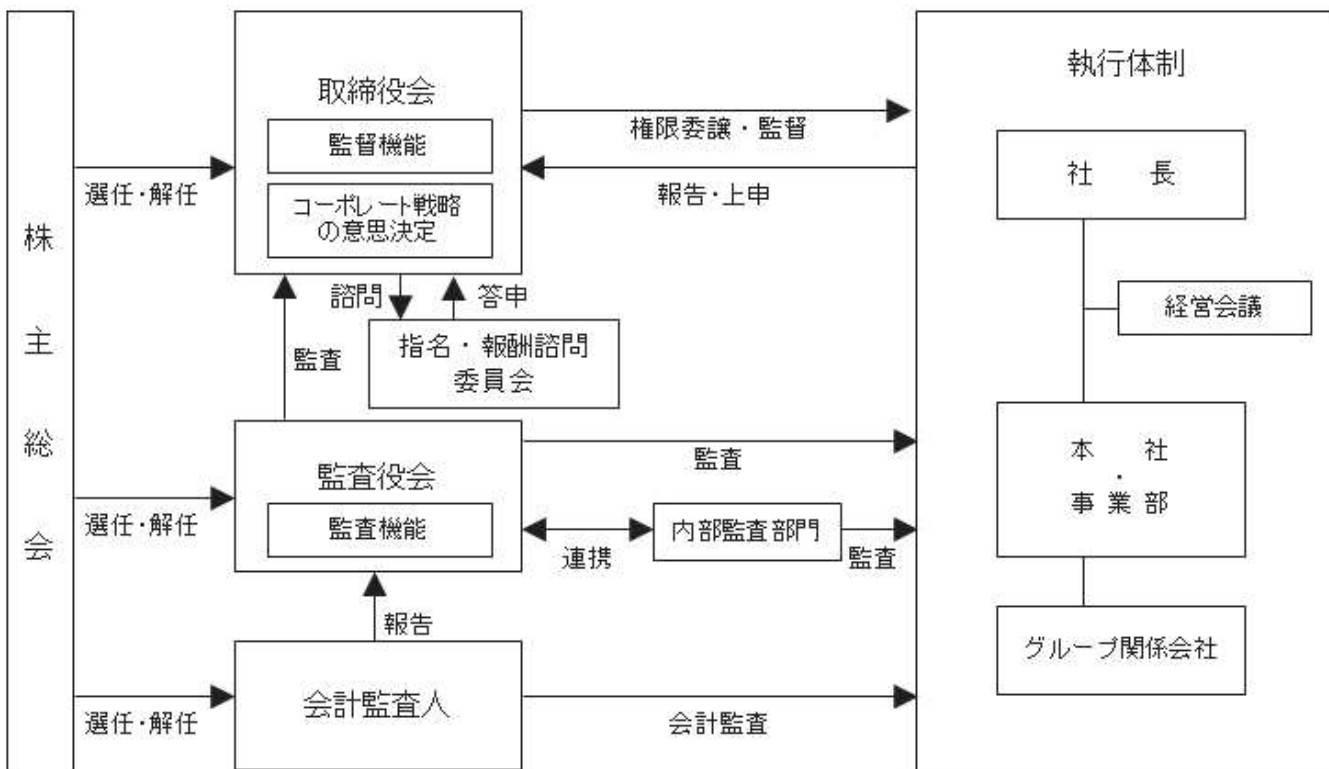 株主総会
取締役会
監督機能
コーポレート戦略
の意思決定
選任・解任
権限委譲・監督
報告・上申
諮問
答申
指名・報酬諮問
委員会
監査
監査役会
監査機能
選任・解任
監査
連携
内部監査部門
監査
報告
会計監査人
選任・解任
会計監査
執行体制
社長
経営会議
本社
・
事業部
グループ関係会社